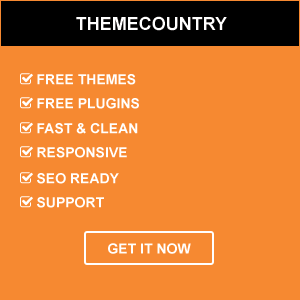 THEMECOUNTRY
FREE THEMES
FREE PLUGINS
FAST & CLEAN
RESPONSIVE
SEO READY
SUPPORT
GET IT NOW